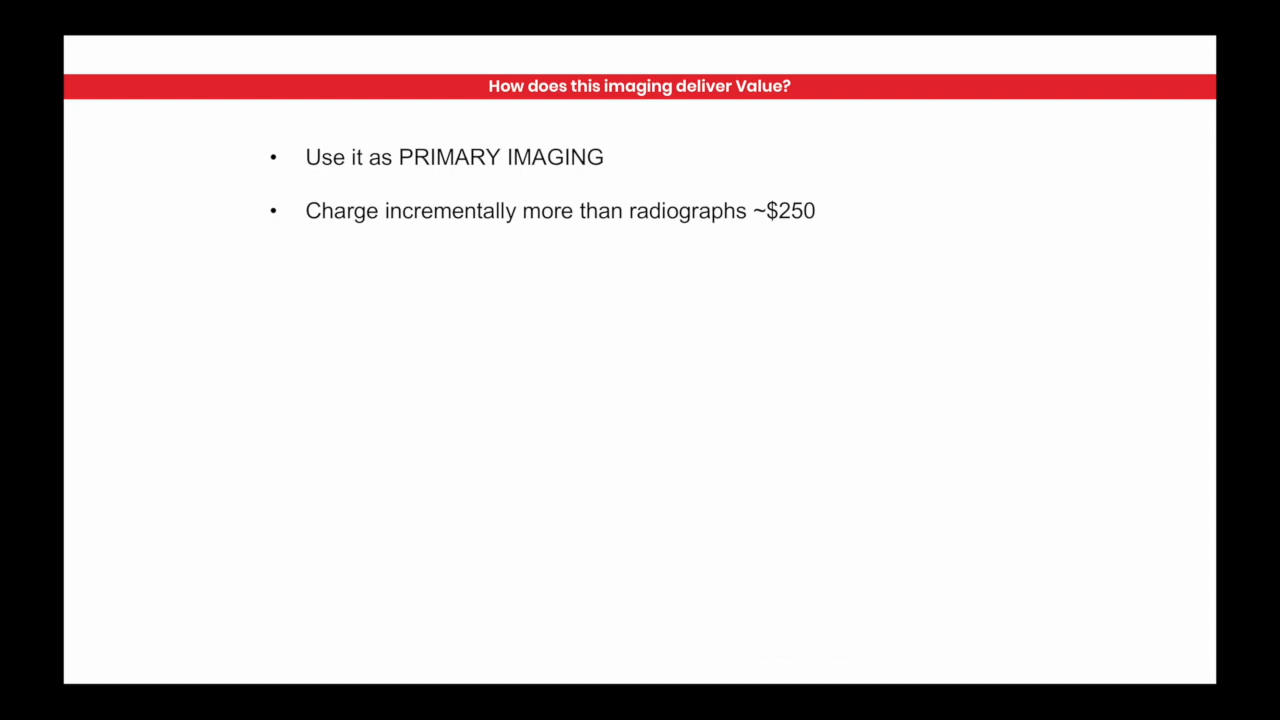 How does this imaging deliver Value?
• Use it as PRIMARY IMAGING
• Charge incrementally more than radiographs ~$250